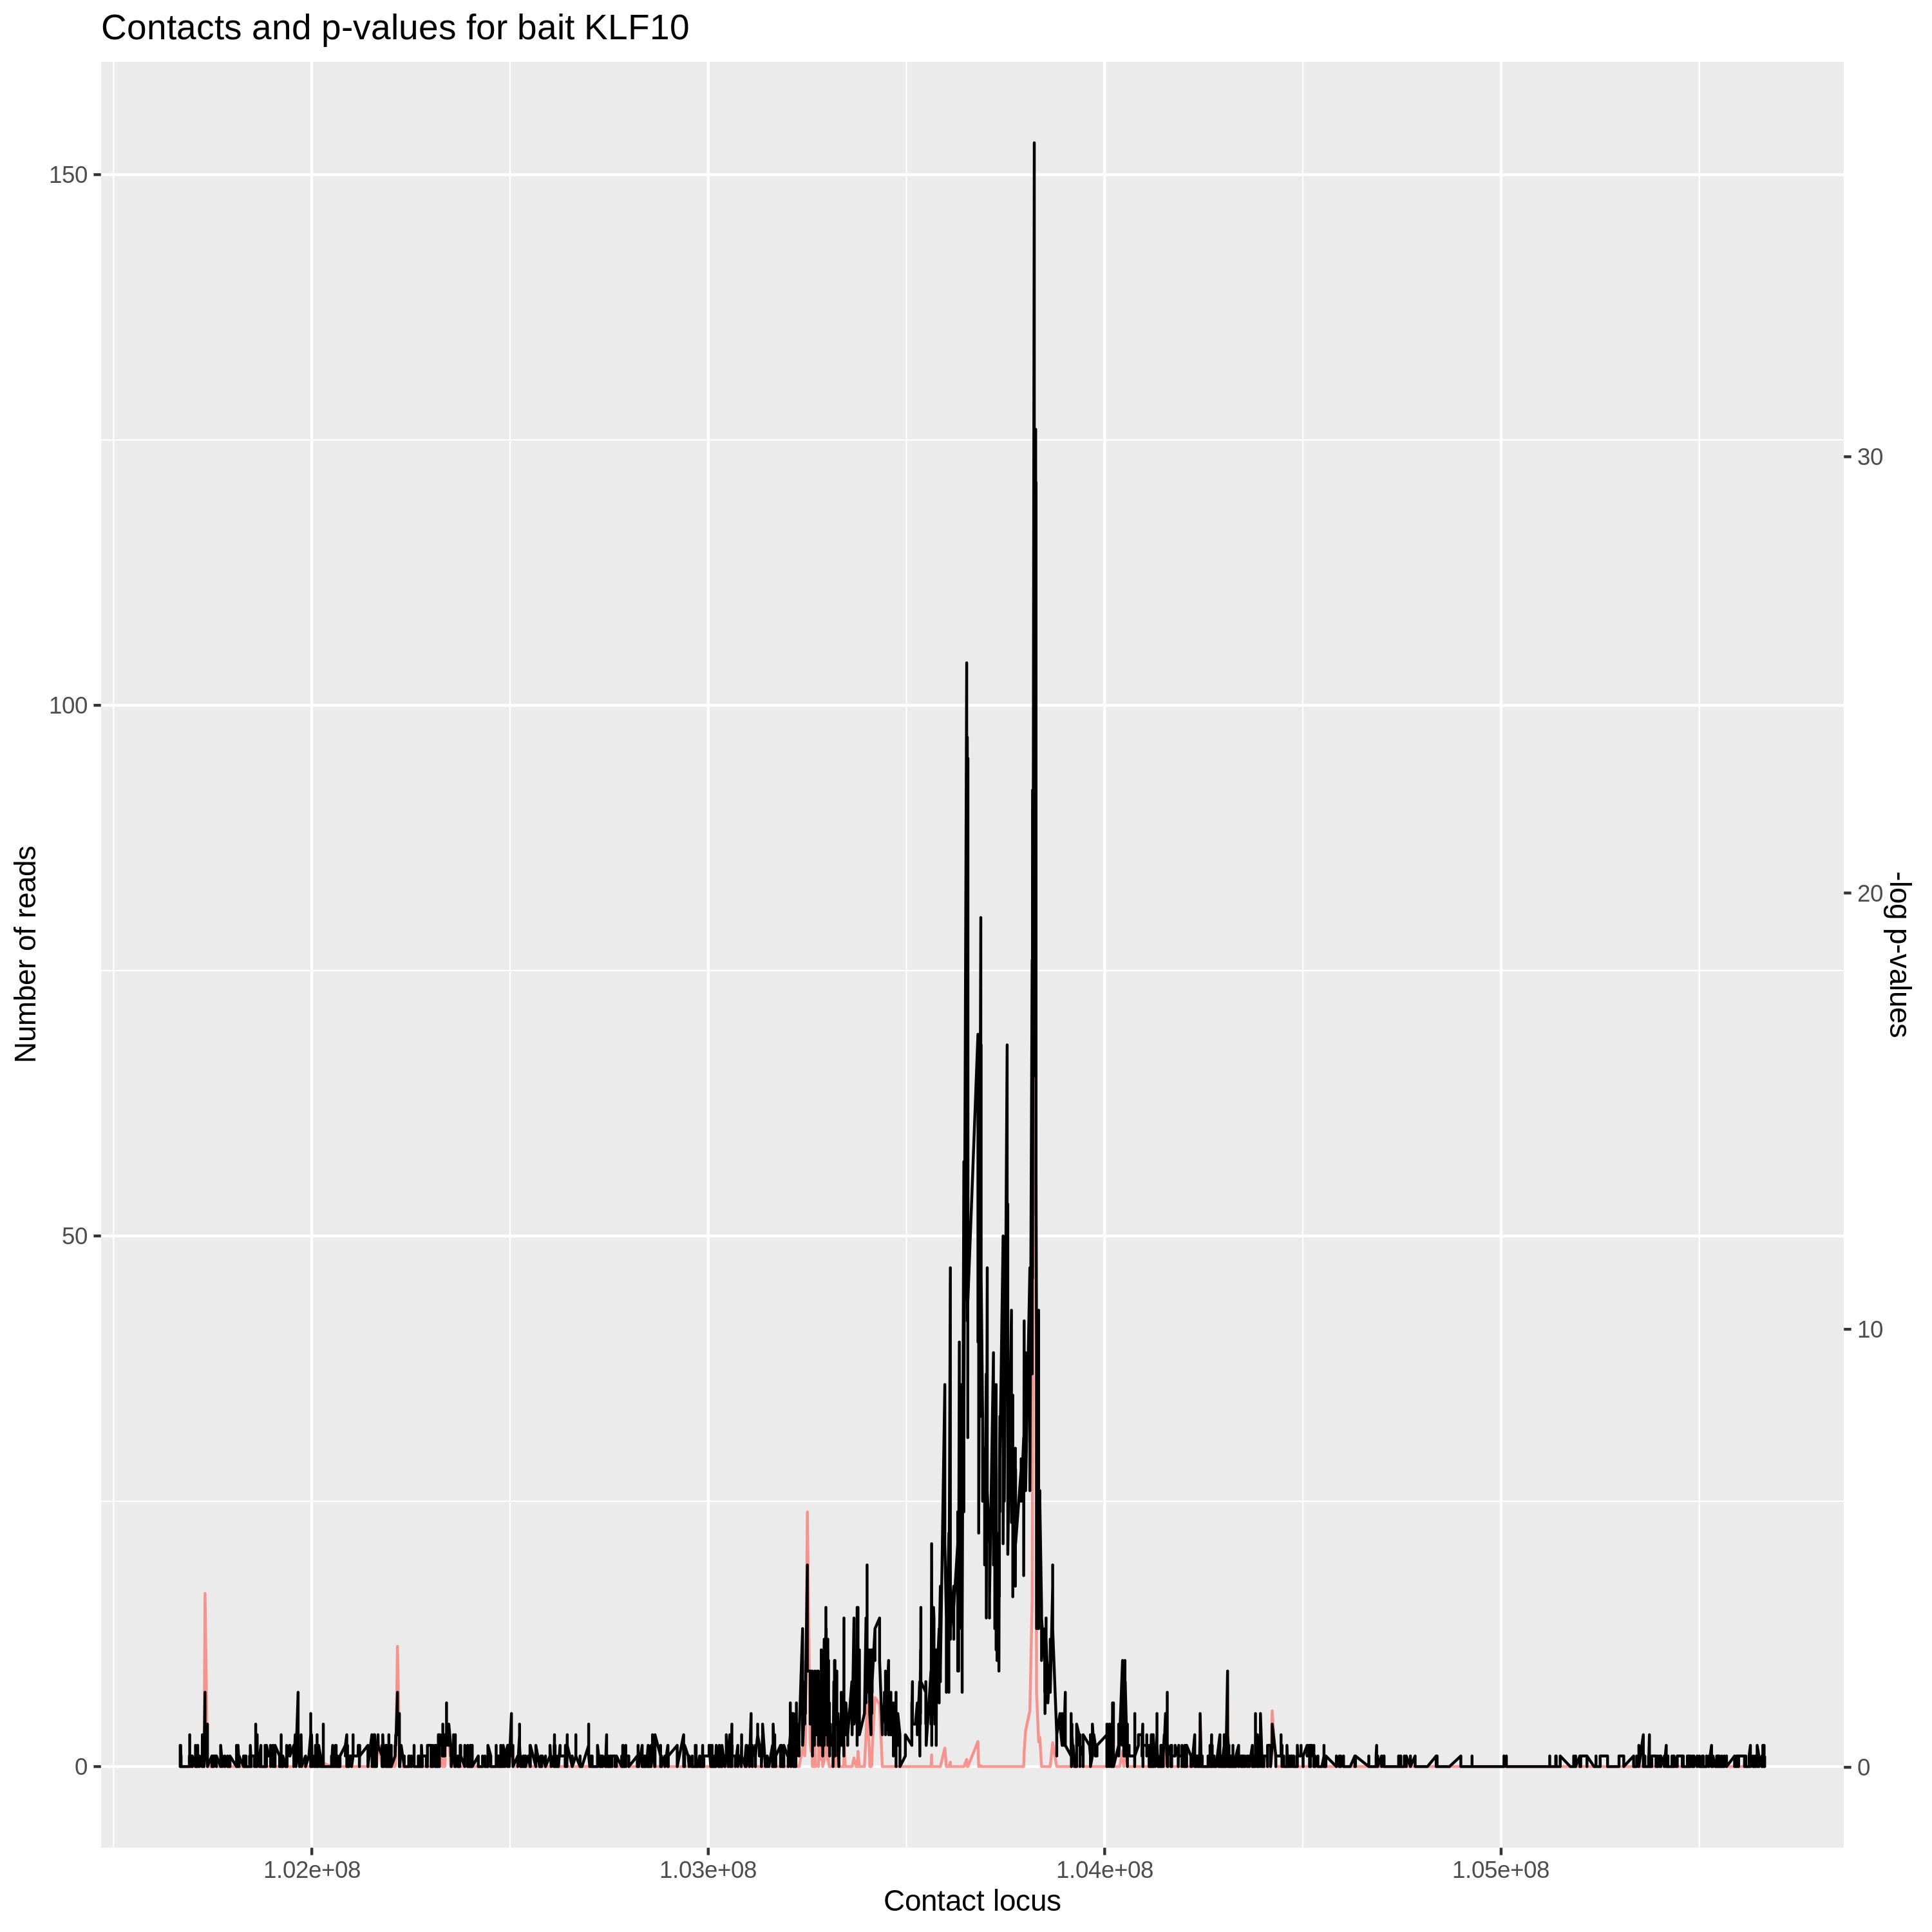 Contacts and p-values for bait KLF10
150
100
50
0
30
20
10
0
Number of reads
-log p-values
1.02e+08
1.03e+08
1.04e+08
1.05e+08
Contact locus